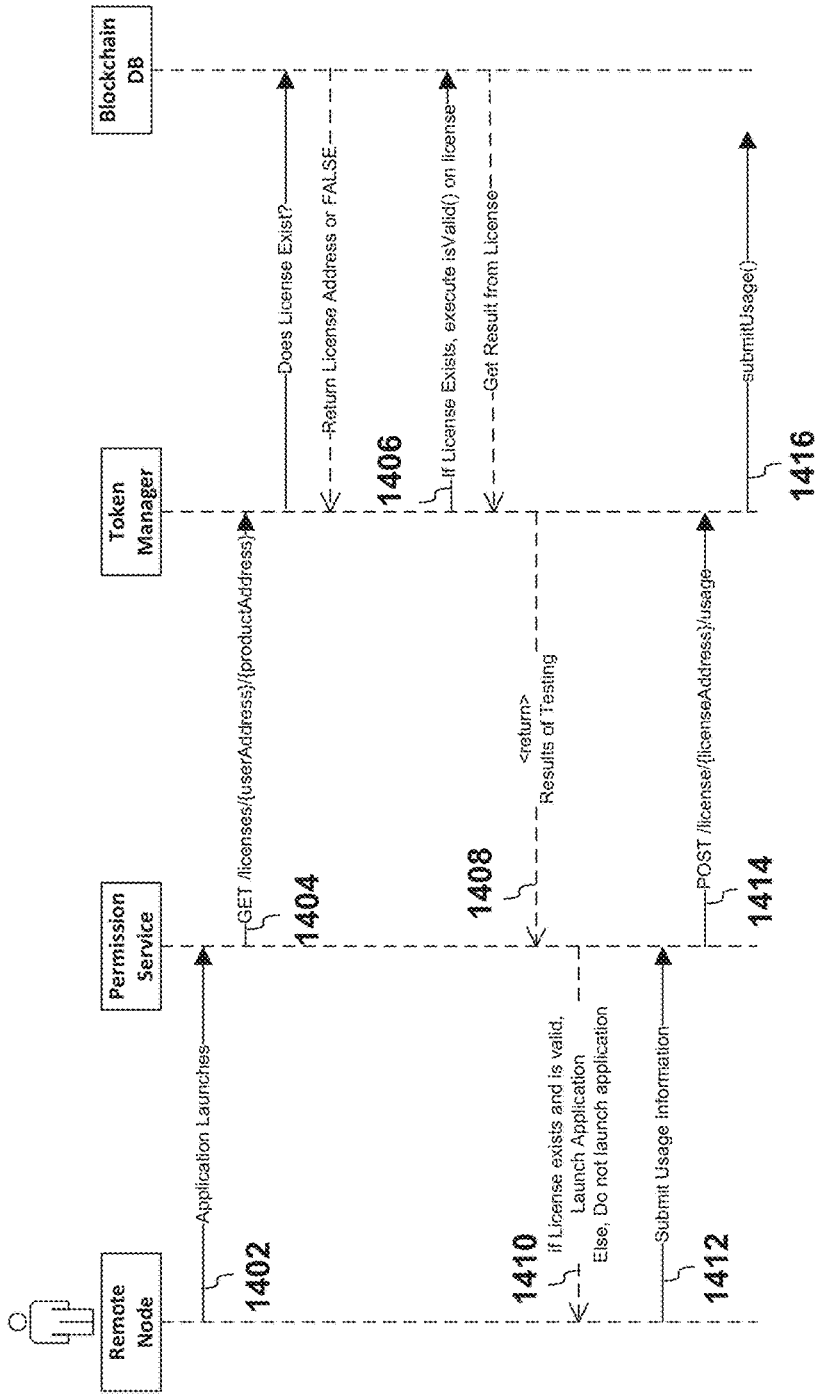 Remote
Node
Permission
Service
Token
Manager
Blockchain
DB
Application Launches
1402
GET /licenses/{userAddress}/{productAddress}
1404
Does License Exist?
Return License Address or FALSE
1406
If License Exists, execute isValid() on license
Get Result from License
1408
<return>
Results of Testing
1410
if License exists and is valid,
Launch Application
Else, Do not launch application
Submit Usage Information
1412
POST /license/{licenseAddress}/usage
1414
submitUsage()
1416